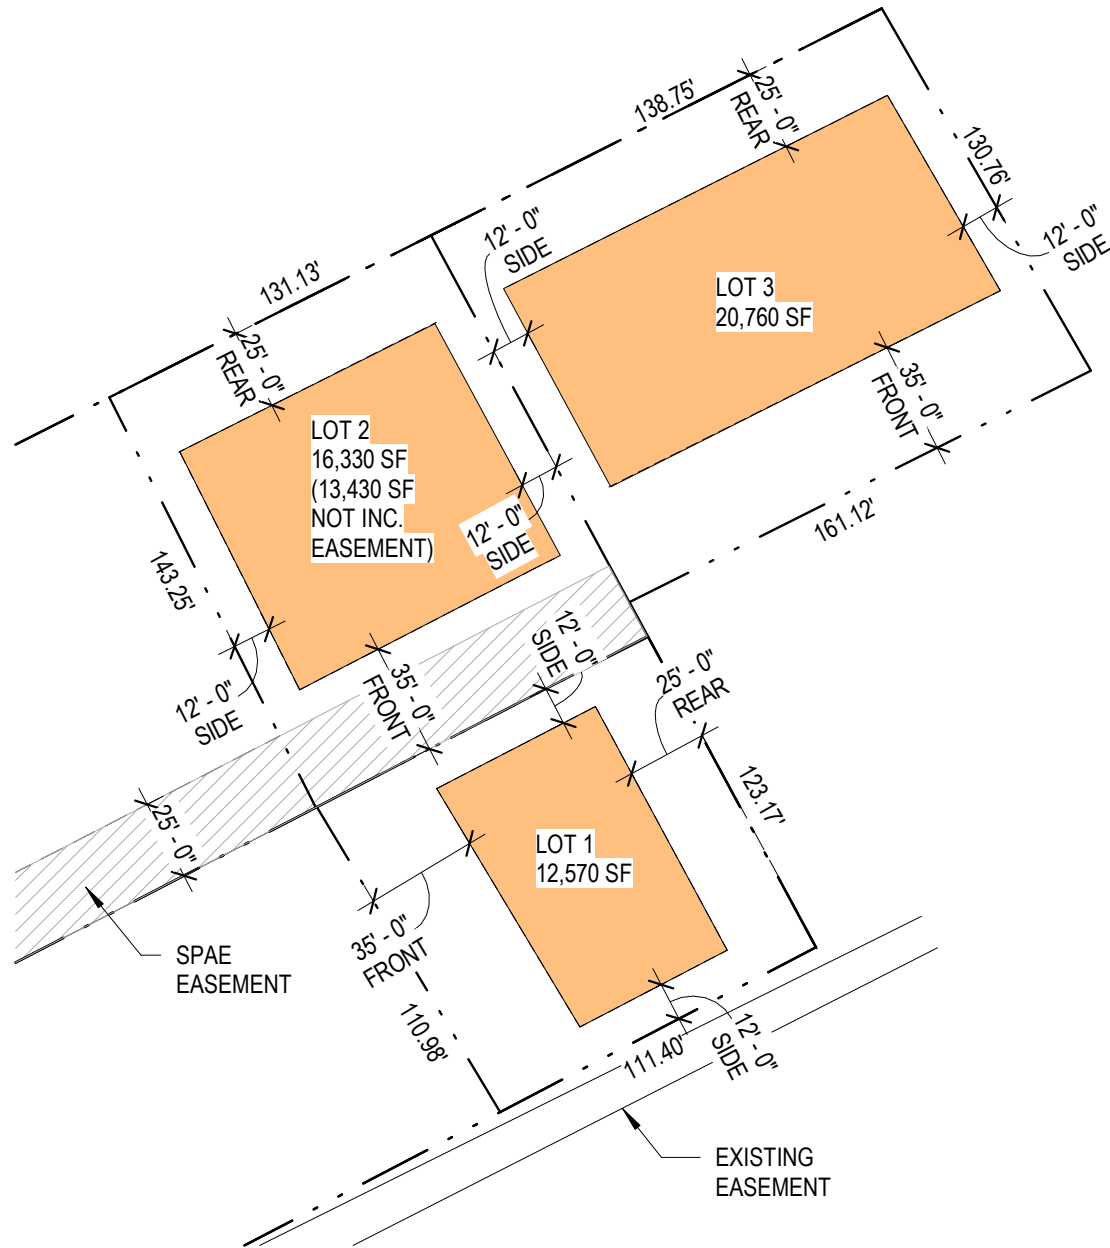 138.75'
25' - 0"
REAR
130.76'
12' - 0"
SIDE
12' - 0"
SIDE
131.13'
LOT 3
20,760 SF
25' - 0"
REAR
35' - 0"
FRONT
LOT 2
16,330 SF
(13,430 SF
NOT INC.
EASEMENT)
12' - 0"
SIDE
161.12'
143.25'
12' - 0"
SIDE
12' - 0"
SIDE
35' - 0"
FRONT
25' - 0"
REAR
123.17'
25' - 0"
LOT 1
12,570 SF
35' - 0"
FRONT
SPAE
EASEMENT
110.98'
111.40'
12' - 0"
SIDE
EXISTING
EASEMENT